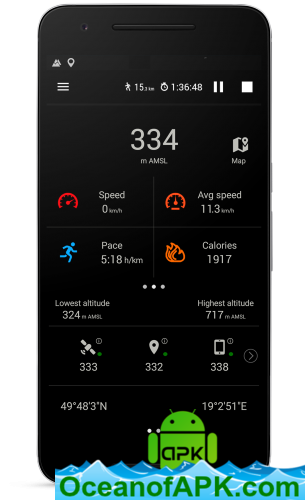 15.3 km 1:36:48
334
m AMSL
Map
Speed
0 km/h
Avg speed
11.3 km/h
Pace
5:18 h/km
Calories
1917
Lowest altitude
324 m AMSL
Highest altitude
717 m AMSL
333
332
338
49°48'3"N
19°2'51"E
APK
OceanofAPK.com